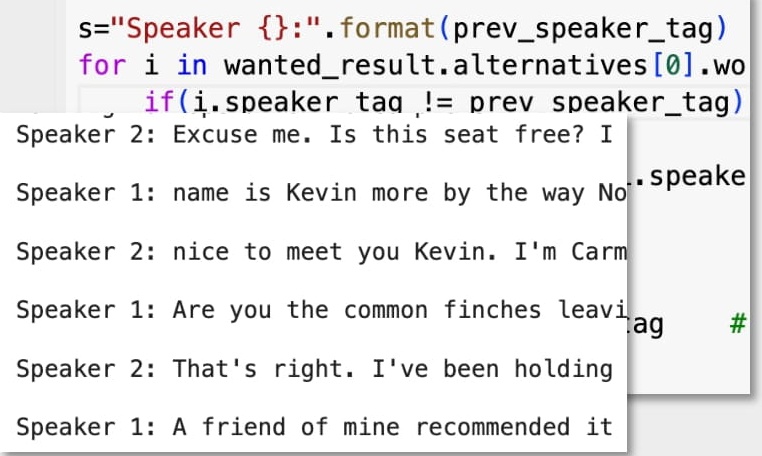 s="Speaker {}:".format(prev_speaker_tag)
for i in wanted_result.alternatives[0].wo
if(i.speaker_tag != prev_speaker_tag)
Speaker 2: Excuse me. Is this seat free? I
.speake
Speaker 1: name is Kevin more by the way No
Speaker 2: nice to meet you Kevin. I'm Carm
Speaker 1: Are you the common finches leavi
ag #
Speaker 2: That's right. I've been holding
Speaker 1: A friend of mine recommended it